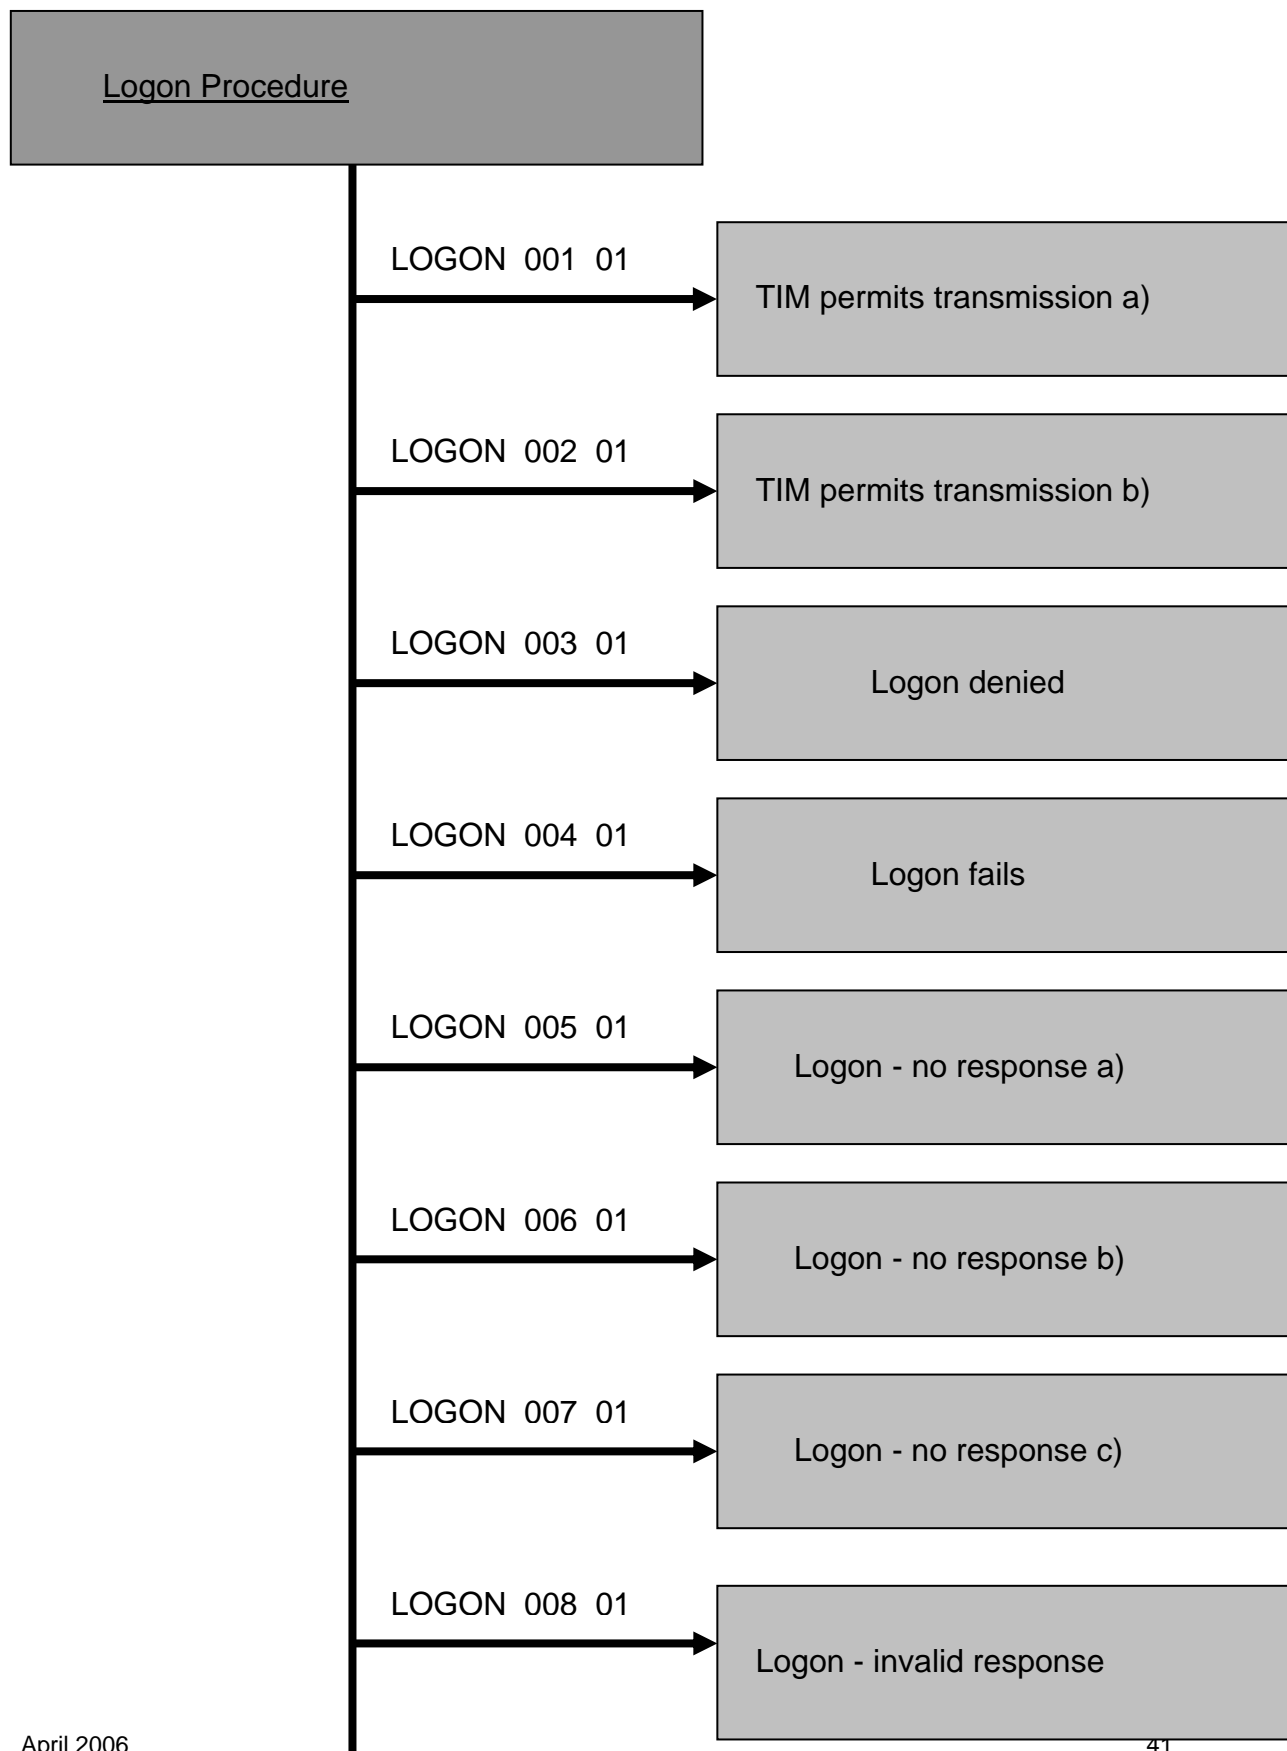 Logon Procedure
LOGON 001 01
TIM permits transmission a)
LOGON 002 01
TIM permits transmission b)
LOGON 003 01
Logon denied
LOGON 004 01
Logon fails
LOGON 005 01
Logon - no response a)
LOGON 006 01
Logon - no response b)
LOGON 007 01
Logon - no response c)
LOGON 008 01
Logon - invalid response
April 2006
41